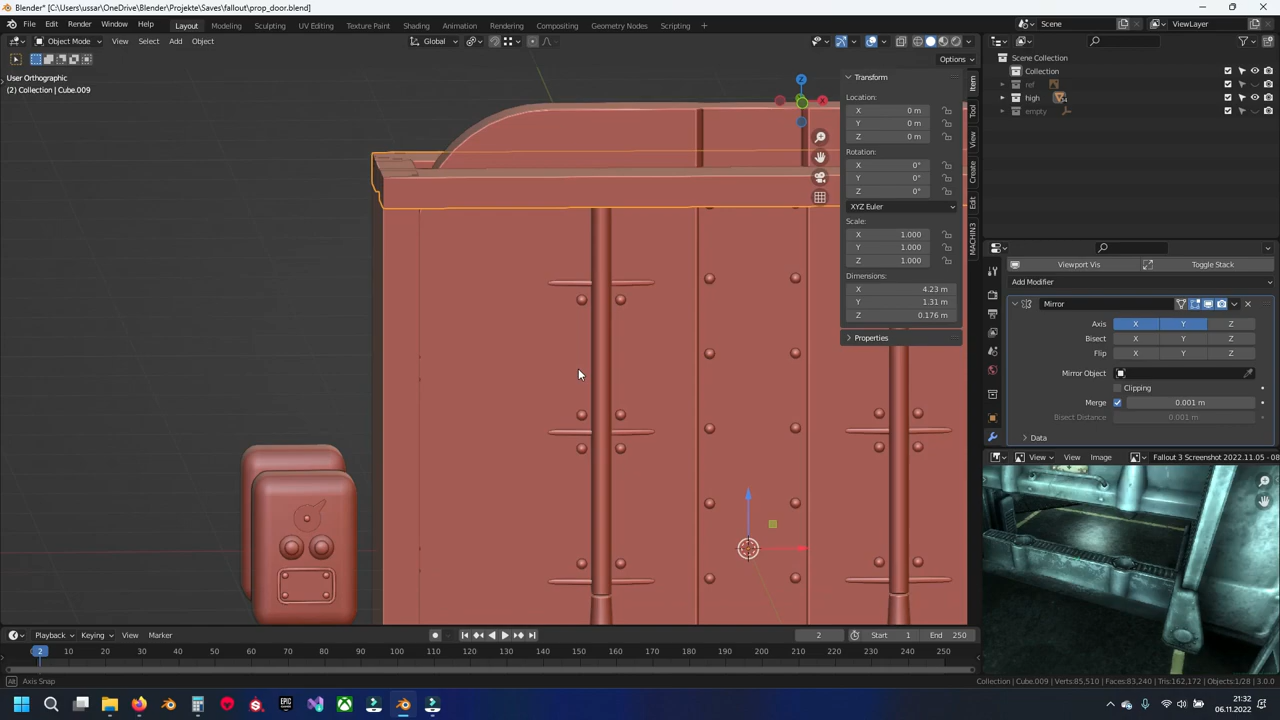 Blender* [C:\Users\ussar\OneDrive\Blender\Projekte\Saves\fallout\prop_door.blend]
File Edit Render Window Help Layout Modeling Sculpting UV Editing Texture Paint Shading Animation Rendering Compositing Geometry Nodes Scripting + Scene ViewLayer
Object Mode View Select Add Object Global
Options
User Orthographic
(2) Collection | Cube.009
Transform
Location:
X 0 m
Y 0 m
Z 0 m
Rotation:
X 0°
Y 0°
Z 0°
XYZ Euler
Scale:
X 1.000
Y 1.000
Z 1.000
Dimensions:
X 4.23 m
Y 1.31 m
Z 0.176 m
Properties
Item
Tool
View
Create
Edit
MACHIN3
Z
X
Scene Collection
Collection
ref
high
empty
Viewport Vis Toggle Stack
Add Modifier
Mirror
Axis X Y Z
Bisect X Y Z
Flip X Y Z
Mirror Object
Clipping
Merge 0.001 m
Bisect Distance 0.001 m
Data
View View Image Fallout 3 Screenshot 2022.11.05 - 08
Playback Keying View Marker 2 Start 1 End 250
2 10 20 30 40 50 60 70 80 90 100 110 120 130 140 150 160 170 180 190 200 210 220 230 240 250
Alt Axis Snap
Collection | Cube.009 | Verts:85,510 | Faces:83,240 | Tris:162,172 | Objects:1/28 | 3.0.0
21:32
06.11.2022